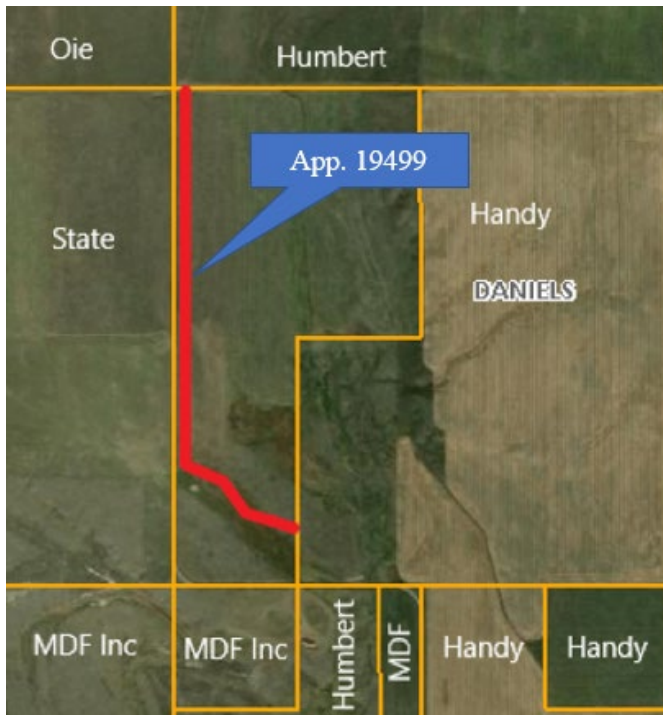 Oie
Humbert
App. 19499
State
Handy
DANIELS
MDF Inc
MDF Inc
Humbert
MDF
Handy
Handy